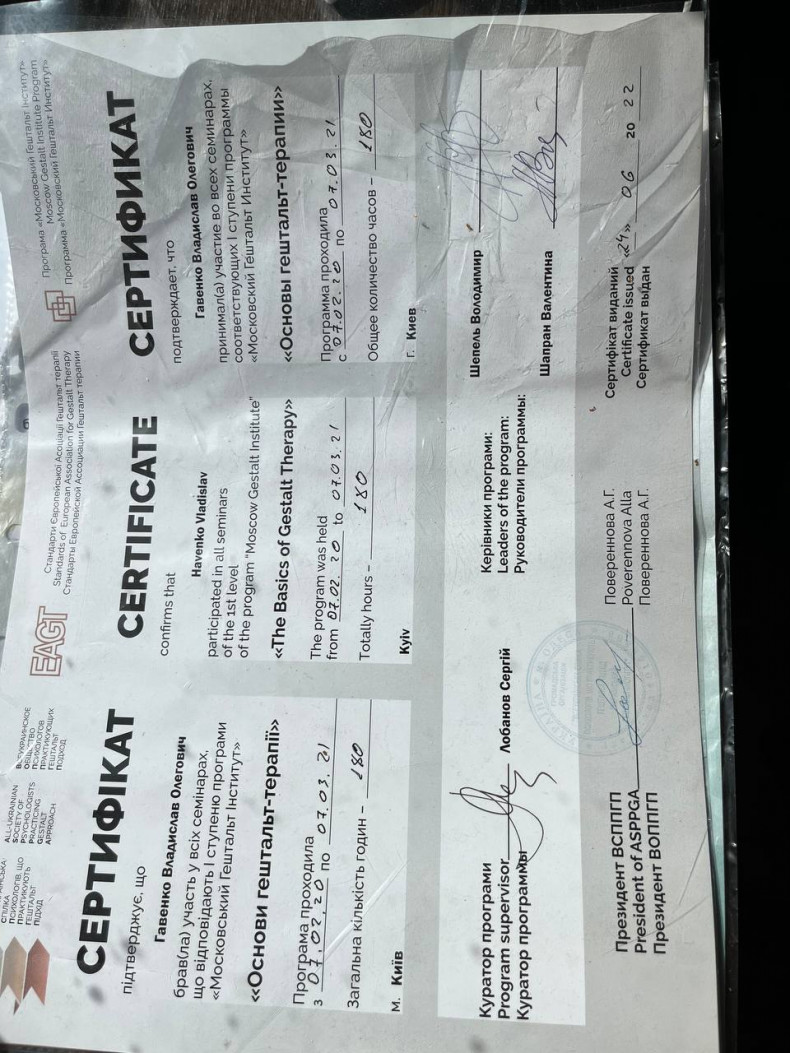 ПСИХОЛОГІВ, ЩО
ПРАКТИКУЮТЬ
ГЕШТАЛЬТ
ПІДХІД
ALL-UKRAINIAN
SOCIETY OF
PSYCHOLOGISTS
PRACTICING
GESTALT
APPROACH
ПСИХОЛОГОВ
ПРАКТИКУЮЩИХ
ГЕШТАЛЬТ
ПОДХОД
EAGT
Стандарти Європейської Асоціації Гештальт терапії
Standards of European Association for Gestalt Therapy
Стандарты Европейской Ассоциации Гештальт терапии
Програма «Московський Гештальт Інститут»
Moscow Gestalt Institute Program
Программа «Московский Гештальт Институт»
СЕРТИФІКАТ
підтверджує, що
Гавенко Владислав Олегович
брав(ла) участь у всіх семінарах,
що відповідають І ступеню програми
«Московський Гештальт Інститут»
«Основи гештальт-терапії»
Програма проходила
з 07.02.20 по 07.03.21
Загальна кількість годин – 180
м. Київ
CERTIFICATE
confirms that
Havenko Vladislav
participated in all seminars
of the 1st level
of the program "Moscow Gestalt Institute"
«The Basics of Gestalt Therapy»
The program was held
from 07.02.20 to 07.03.21
Totally hours – 180
Kyiv
СЕРТИФИКАТ
подтверждает, что
Гавенко Владислав Олегович
принимал(а) участие во всех семинарах,
соответствующих I ступени программы
«Московский Гештальт Институт»
«Основы гештальт-терапии»
Программа проходила
с 07.02.20 по 07.03.21
Общее количество часов – 180
г. Киев
Куратор програми
Program supervisor
Куратор программы
Лобанов Сергій
Керівники програми:
Leaders of the program:
Руководители программы:
Шепель Володимир
Шапран Валентина
Президент ВСППГП
President of ASPPGA
Президент ВОППГП
Поверeннова А.Г.
Poverennova Alla
Поверeннова А.Г.
Сертифікат виданий
Certificate issued «24» 06 20 22
Сертификат выдан